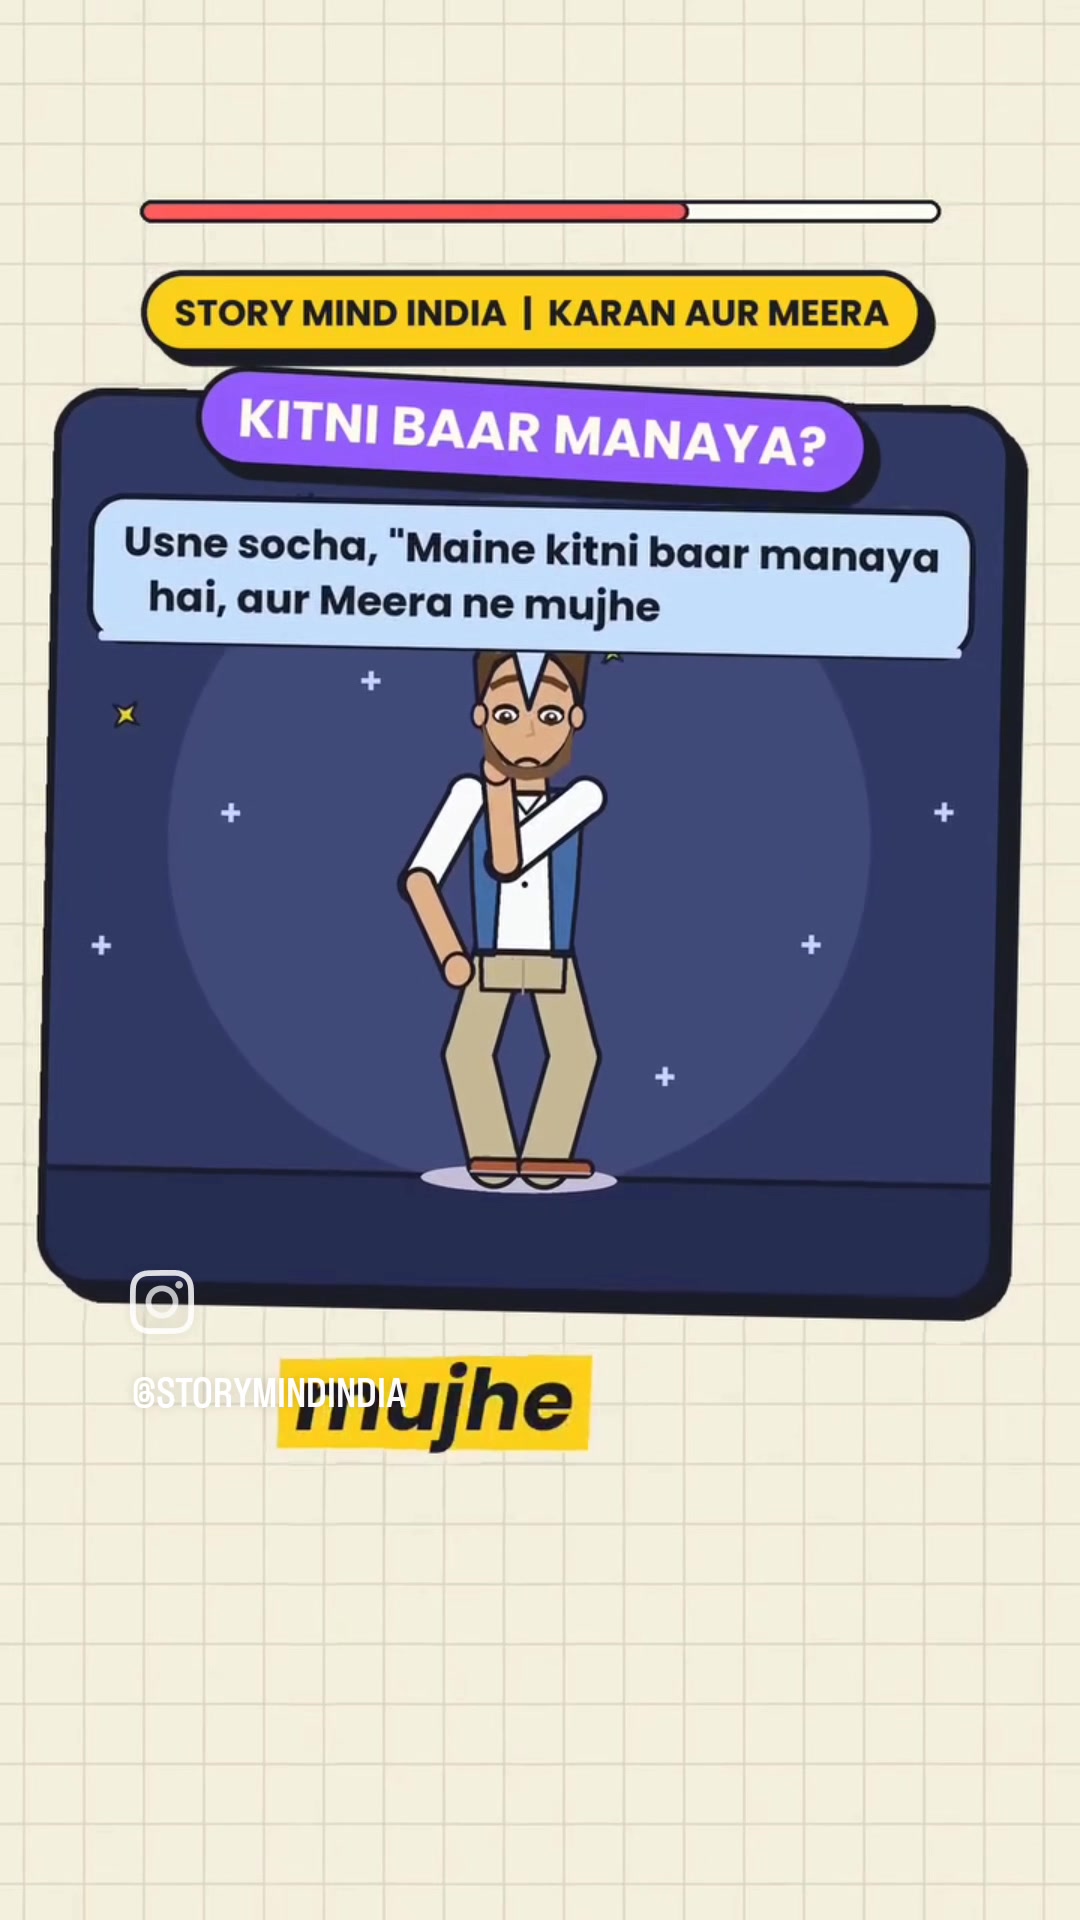 STORY MIND INDIA | KARAN AUR MEERA
KITNI BAAR MANAYA?
Usne socha, "Maine kitni baar manaya
hai, aur Meera ne mujhe
mujhe
@STORYMINDINDIA